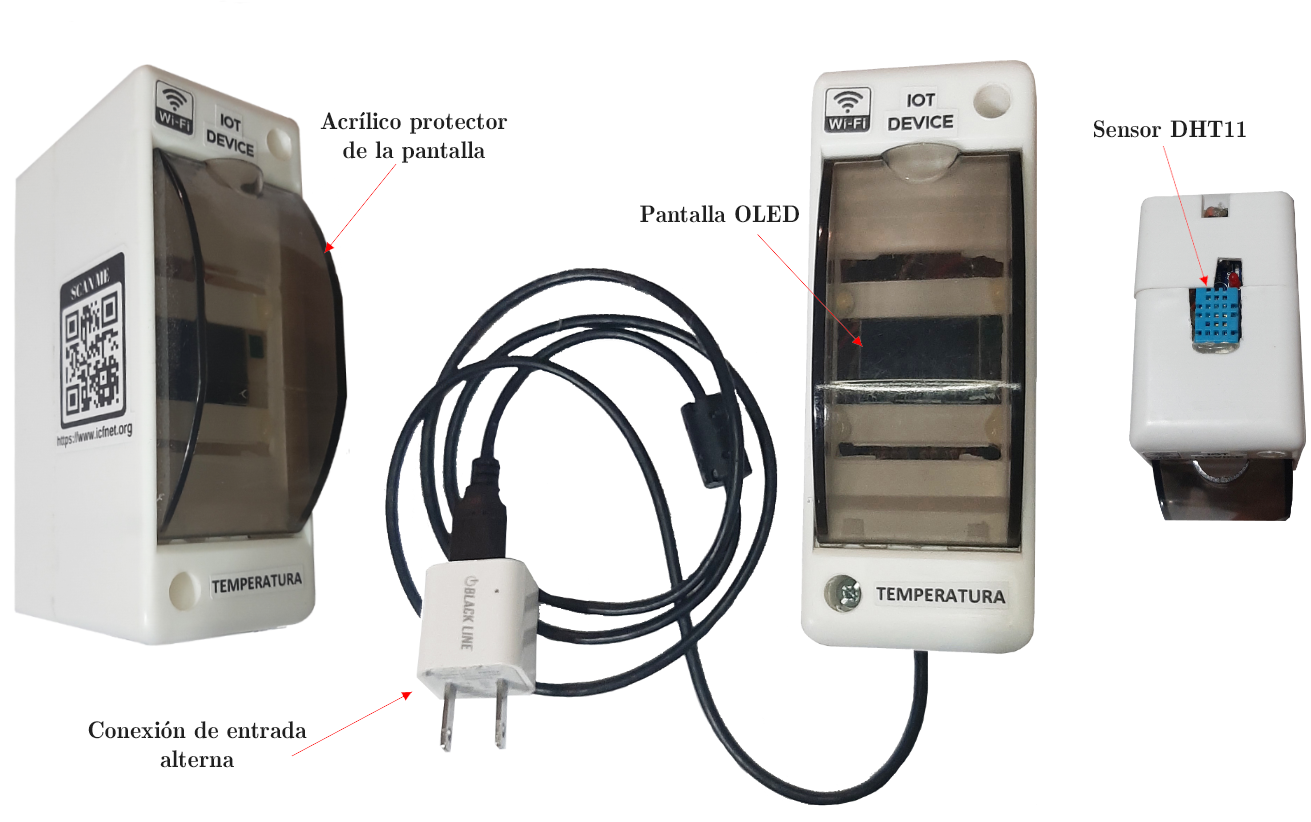 Wi-Fi
IOT
DEVICE
Acrílico protector
de la pantalla
SCAN ME
https://www.icfnet.org
TEMPERATURA
BLACK LINE
Conexión de entrada
alterna
Pantalla OLED
Wi-Fi
IOT
DEVICE
TEMPERATURA
Sensor DHT11